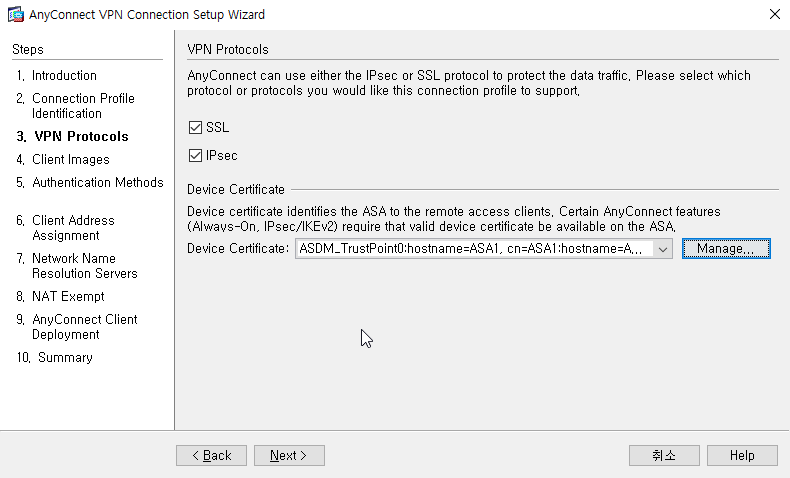 AnyConnect VPN Connection Setup Wizard
Steps
1. Introduction
2. Connection Profile
Identification
3. VPN Protocols
4. Client Images
5. Authentication Methods
6. Client Address
Assignment
7. Network Name
Resolution Servers
8. NAT Exempt
9. AnyConnect Client
Deployment
10. Summary
VPN Protocols
AnyConnect can use either the IPsec or SSL protocol to protect the data traffic. Please select which
protocol or protocols you would like this connection profile to support.
SSL
IPsec
Device Certificate
Device certificate identifies the ASA to the remote access clients. Certain AnyConnect features
(Always-On, IPsec/IKEv2) require that valid device certificate be available on the ASA.
Device Certificate: ASDM_TrustPoint0:hostname=ASA1, cn=ASA1:hostname=A... Manage...
< Back Next > 취소 Help